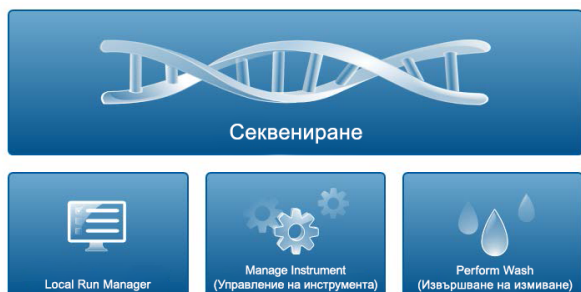 Секвениране
Local Run Manager
Manage Instrument
(Управление на инструмента)
Perform Wash
(Извършване на измиване)